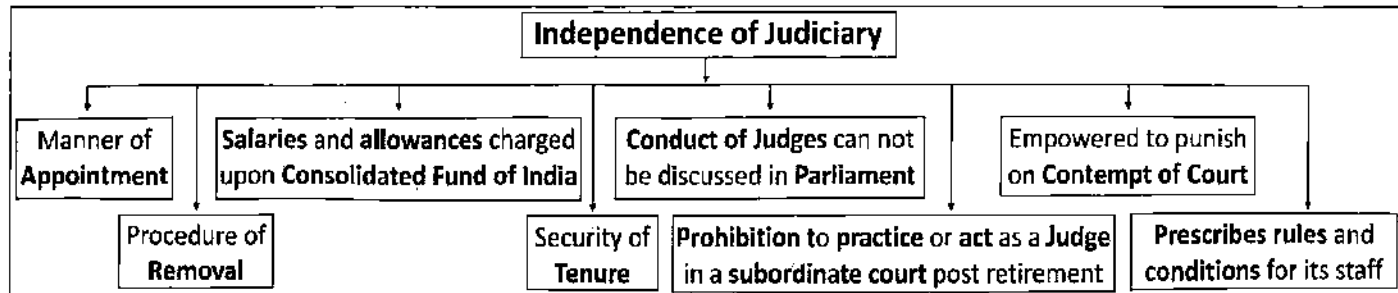 Independence of Judiciary
Manner of
Appointment
Salaries and allowances charged
upon Consolidated Fund of India
Conduct of Judges can not
be discussed in Parliament
Empowered to punish
on Contempt of Court
Procedure of
Removal
Security of
Tenure
Prohibition to practice or act as a Judge
in a subordinate court post retirement
Prescribes rules and
conditions for its staff